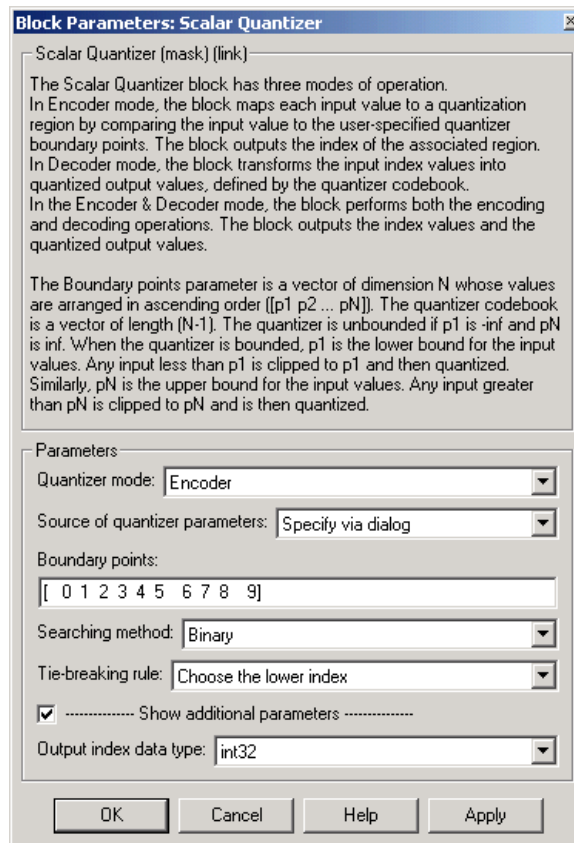 Block Parameters: Scalar Quantizer
Scalar Quantizer (mask) (link)
The Scalar Quantizer block has three modes of operation.
In Encoder mode, the block maps each input value to a quantization
region by comparing the input value to the user-specified quantizer
boundary points. The block outputs the index of the associated region.
In Decoder mode, the block transforms the input index values into
quantized output values, defined by the quantizer codebook.
In the Encoder & Decoder mode, the block performs both the encoding
and decoding operations. The block outputs the index values and the
quantized output values.
The Boundary points parameter is a vector of dimension N whose values
are arranged in ascending order ([p1 p2 ... pN]). The quantizer codebook
is a vector of length (N-1). The quantizer is unbounded if p1 is -inf and pN
is inf. When the quantizer is bounded, p1 is the lower bound for the input
values. Any input less than p1 is clipped to p1 and then quantized.
Similarly, pN is the upper bound for the input values. Any input greater
than pN is clipped to pN and is then quantized.
Parameters
Quantizer mode: Encoder
Source of quantizer parameters: Specify via dialog
Boundary points:
[ 0 1 2 3 4 5 6 7 8 9]
Searching method: Binary
Tie-breaking rule: Choose the lower index
-------------- Show additional parameters --------------
Output index data type: int32
OK Cancel Help Apply